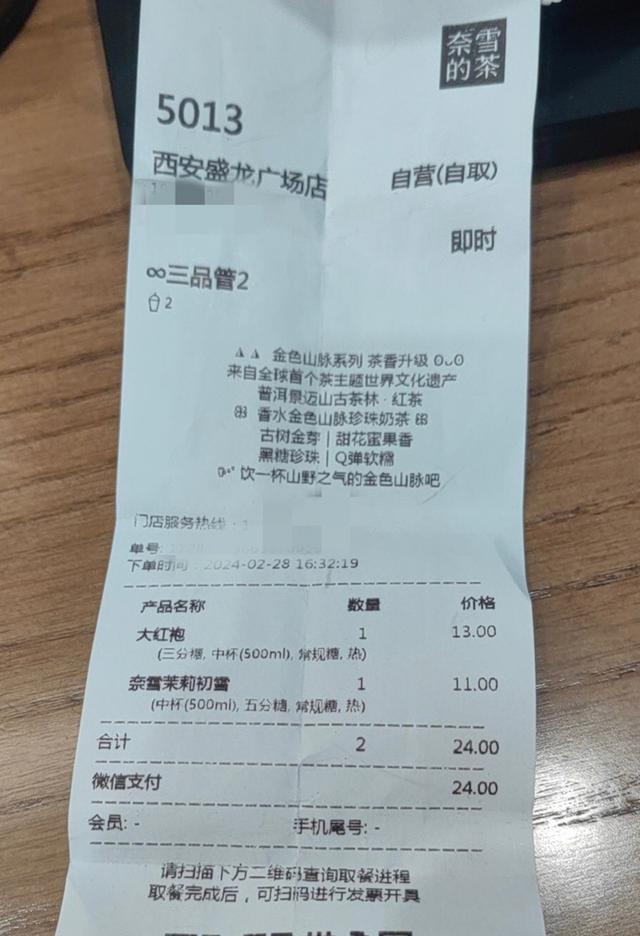 奈雪
的茶
5013
西安盛龙广场店 自营(自取)
即时
∞三品管2
2
金色山脉系列 茶香升级
来自全球首个茶主题世界文化遗产
普洱景迈山古茶林·红茶
香水金色山脉珍珠奶茶
古树金芽|甜花蜜果香
黑糖珍珠|Q弹软糯
饮一杯山野之气的金色山脉吧
门店服务热线:1
单号:
下单时间:2024-02-28 16:32:19
产品名称 数量 价格
大红袍 1 13.00
(三分糖, 中杯(500ml), 常规糖, 热)
奈雪茉莉初雪 1 11.00
(中杯(500ml), 五分糖, 常规糖, 热)
合计 2 24.00
微信支付 24.00
会员: - 手机尾号: -
请扫描下方二维码查询取餐进程
取餐完成后，可扫码进行发票开具